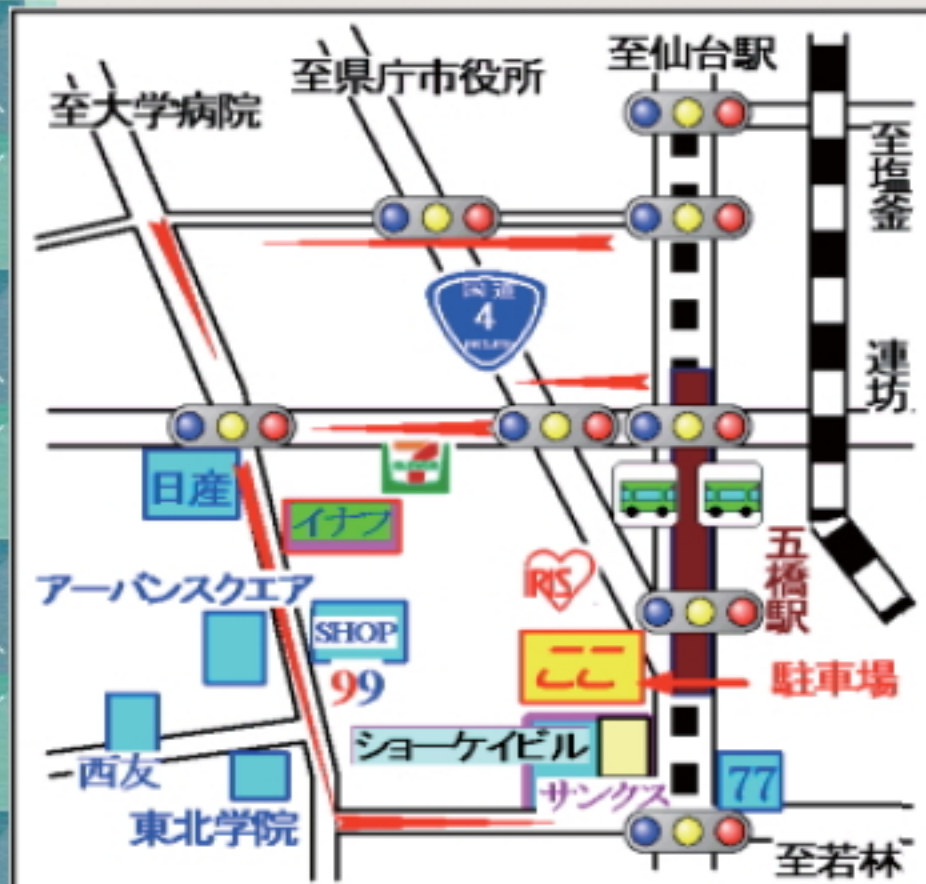 至仙台駅
至県庁市役所
至大学病院
至塩釜
国道
4
連坊
7
日産
イナブ
五橋駅
IRIS
アーバンスクエア
SHOP
99
ここ
駐車場
ショーケイビル
サンクス
77
西友
東北学院
至若林